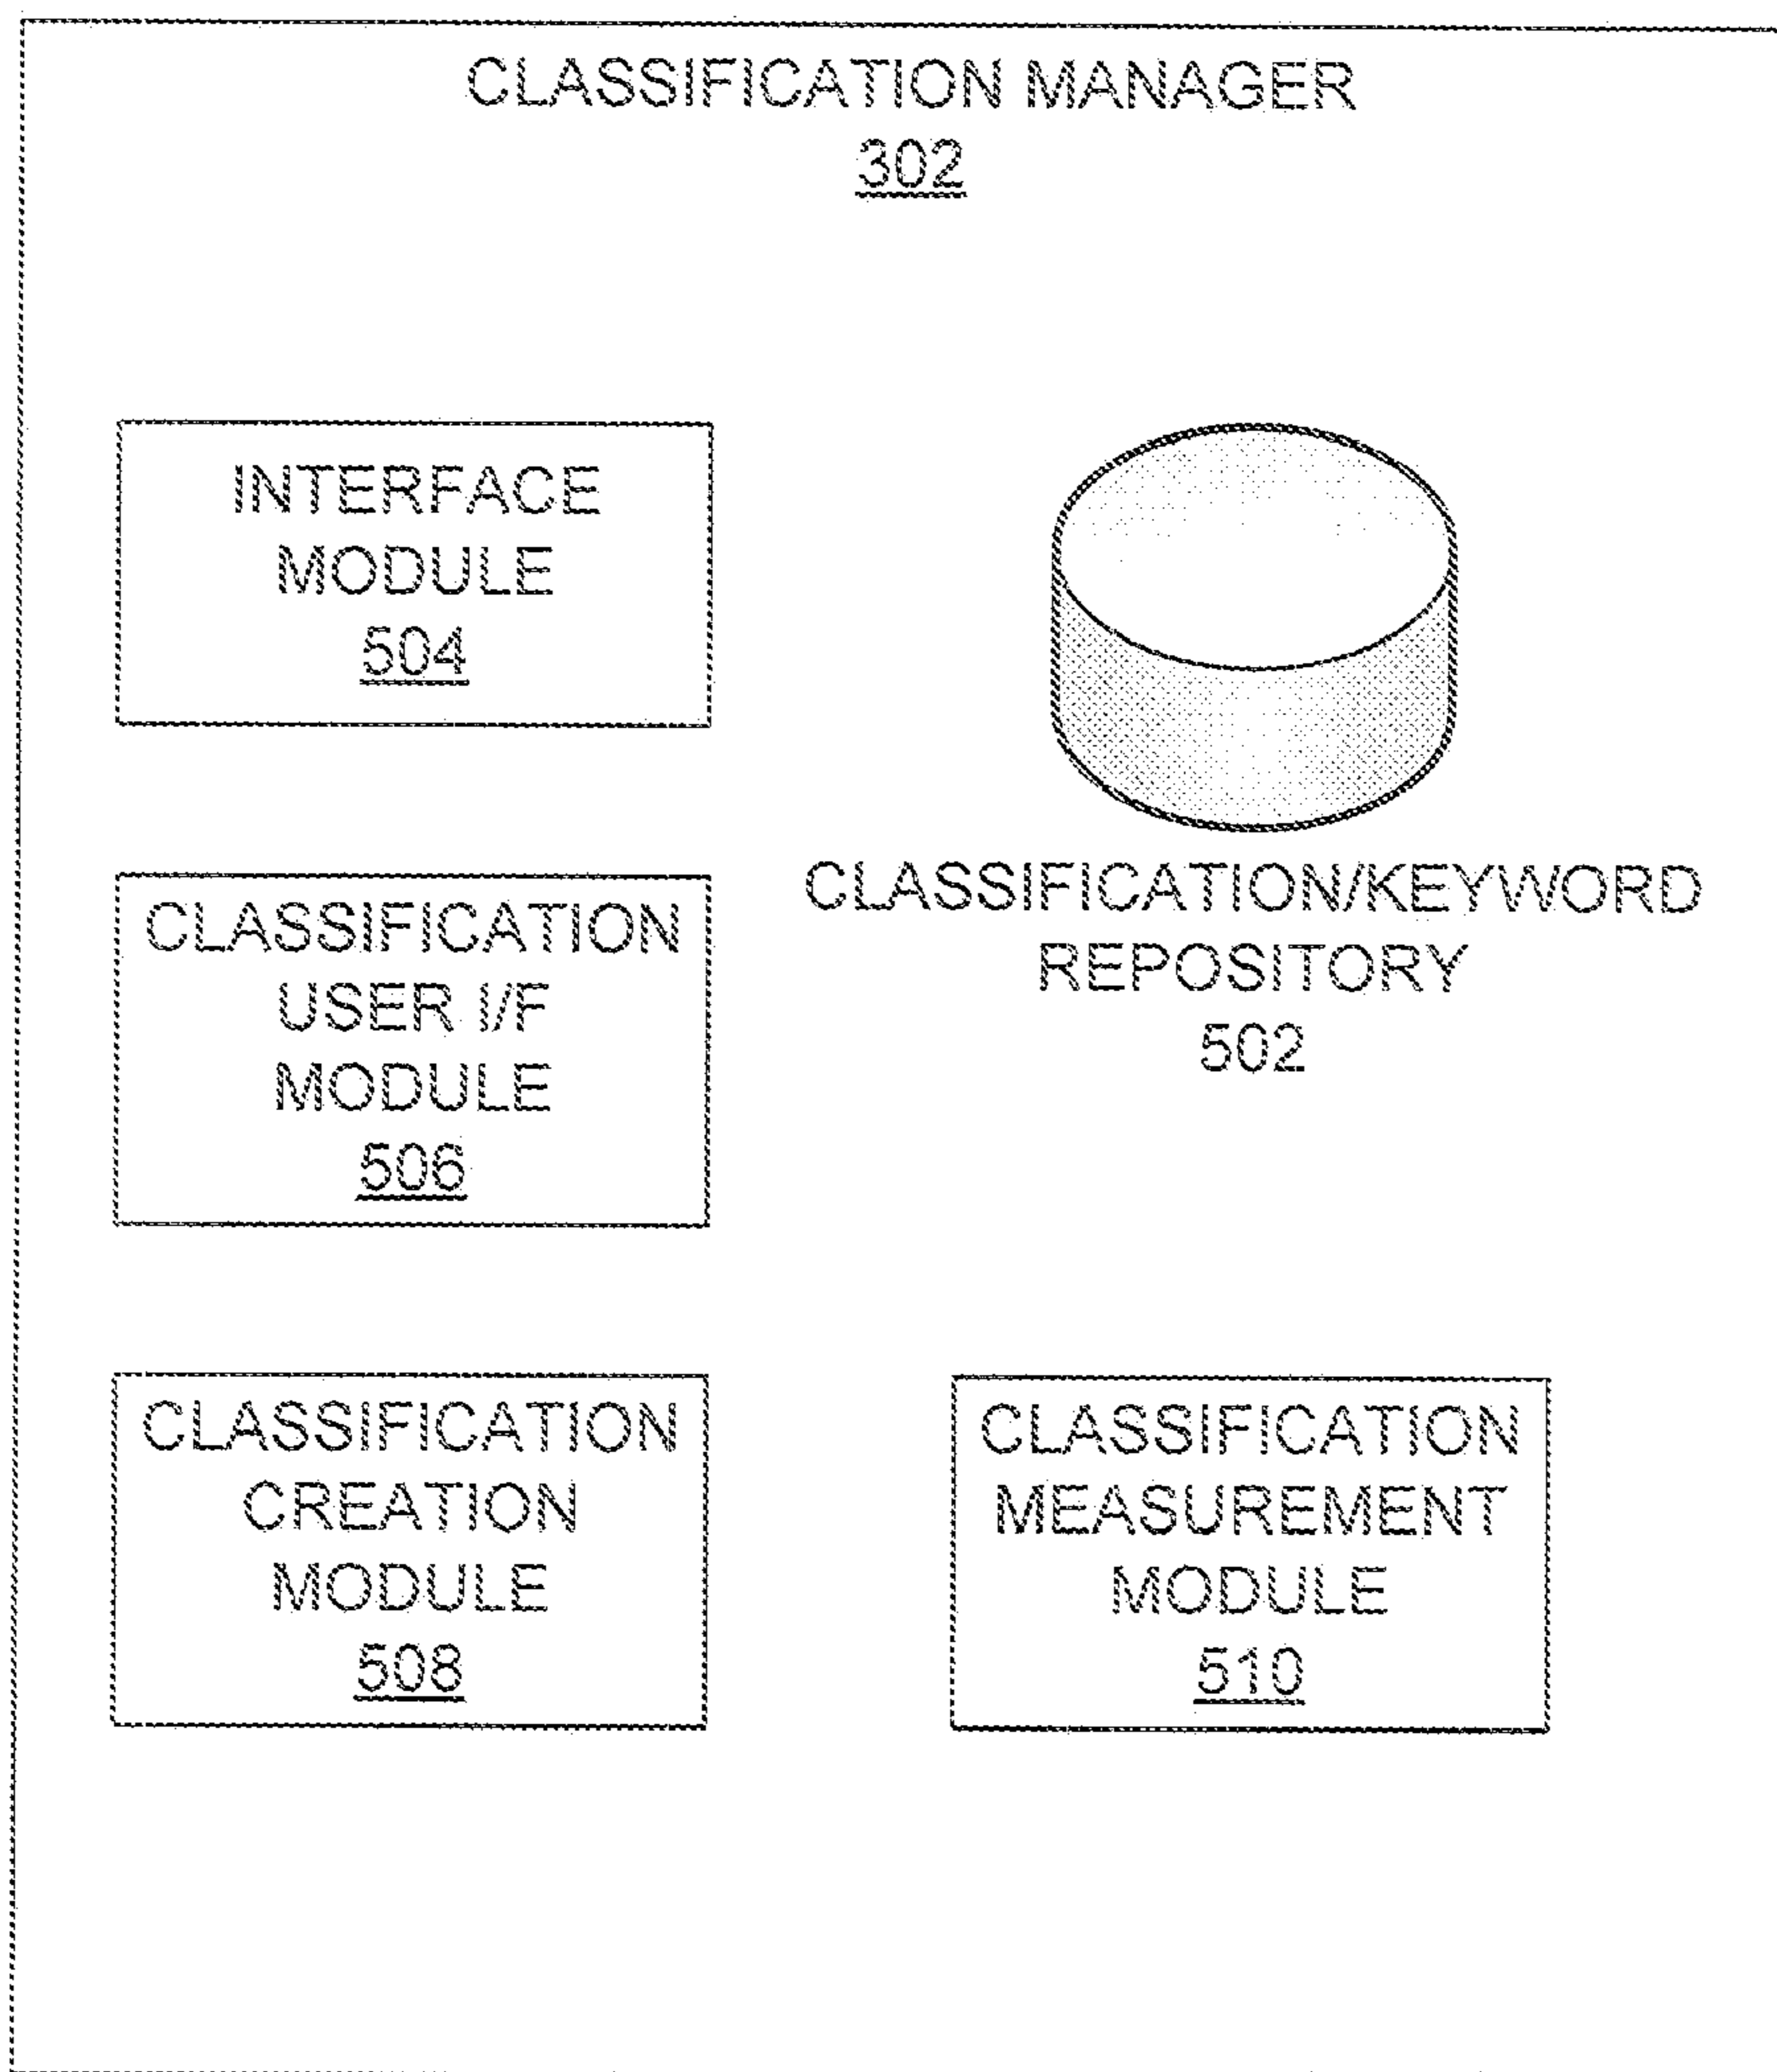 CLASSIFICATION MANAGER
302
INTERFACE
MODULE
504
CLASSIFICATION/KEYWORD
REPOSITORY
502
CLASSIFICATION
USER I/F
MODULE
506
CLASSIFICATION
CREATION
MODULE
508
CLASSIFICATION
MEASUREMENT
MODULE
510